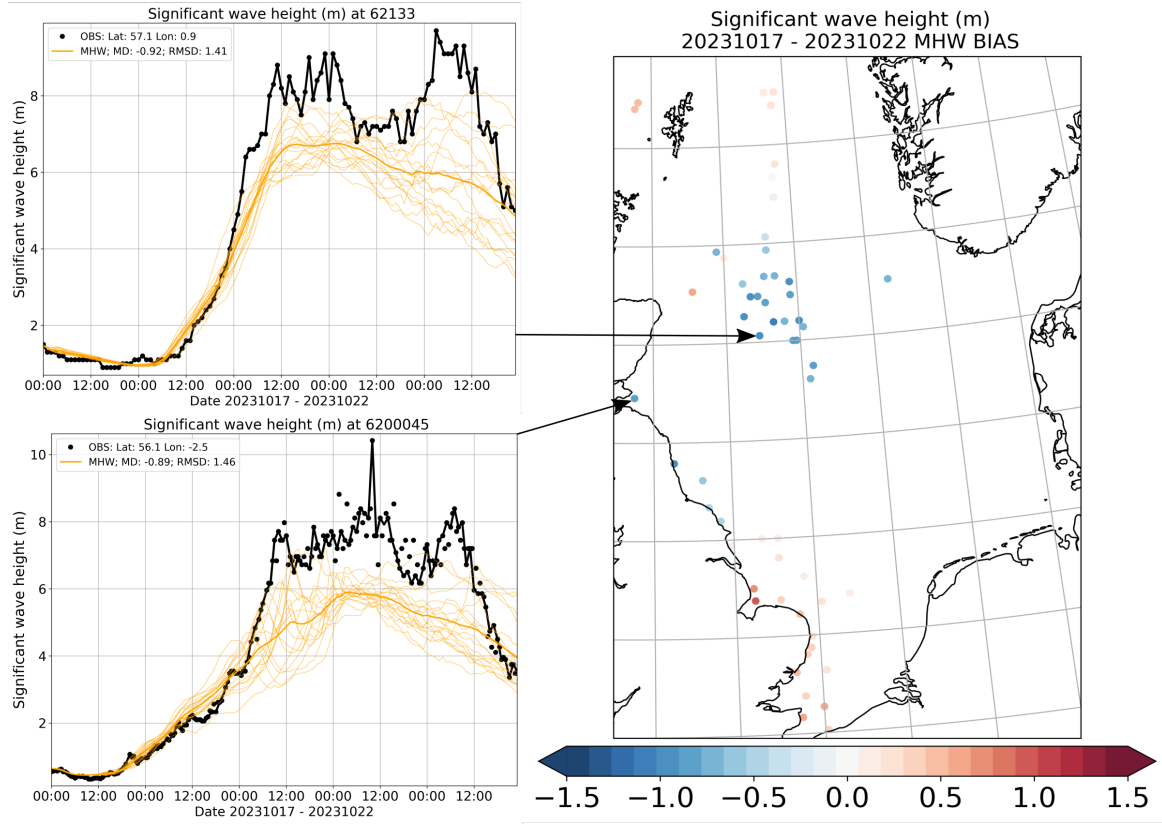 Significant wave height (m) at 62133
OBS: Lat: 57.1 Lon: 0.9
MHW; MD: -0.92; RMSD: 1.41
Significant wave height (m)
8
6
4
2
00:00 12:00 00:00 12:00 00:00 12:00 00:00 12:00 00:00 12:00
Date 20231017 - 20231022
Significant wave height (m) at 6200045
OBS: Lat: 56.1 Lon: -2.5
MHW; MD: -0.89; RMSD: 1.46
Significant wave height (m)
10
8
6
4
2
00:00 12:00 00:00 12:00 00:00 12:00 00:00 12:00 00:00 12:00
Date 20231017 - 20231022
Significant wave height (m)
20231017 - 20231022 MHW BIAS
−1.5 −1.0 −0.5 0.0 0.5 1.0 1.5